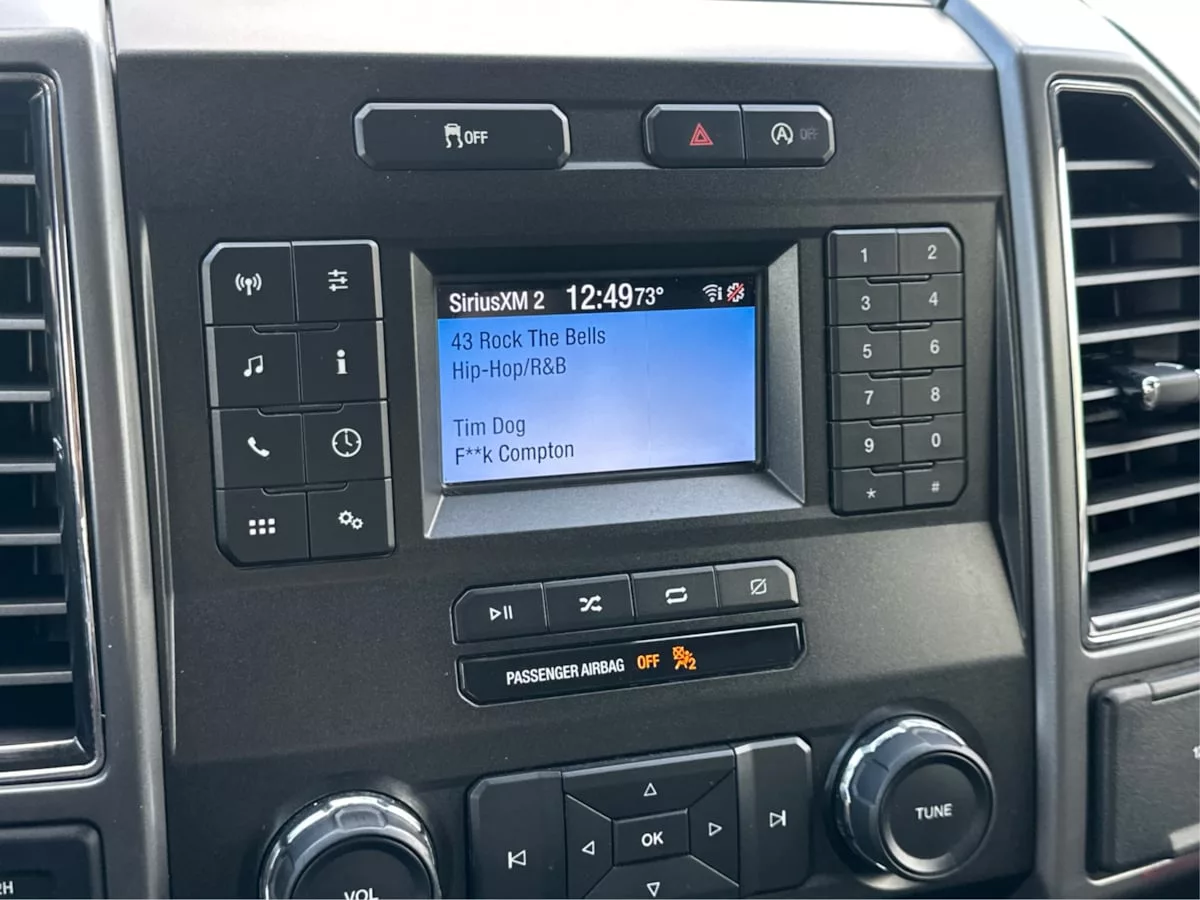 OFF
A OFF
SiriusXM 2 12:49 73°
43 Rock The Bells
Hip-Hop/R&B
Tim Dog
F**k Compton
i
1 2
3 4
5 6
7 8
9 0
* #
PASSENGER AIRBAG OFF 2
OK
VOL
TUNE